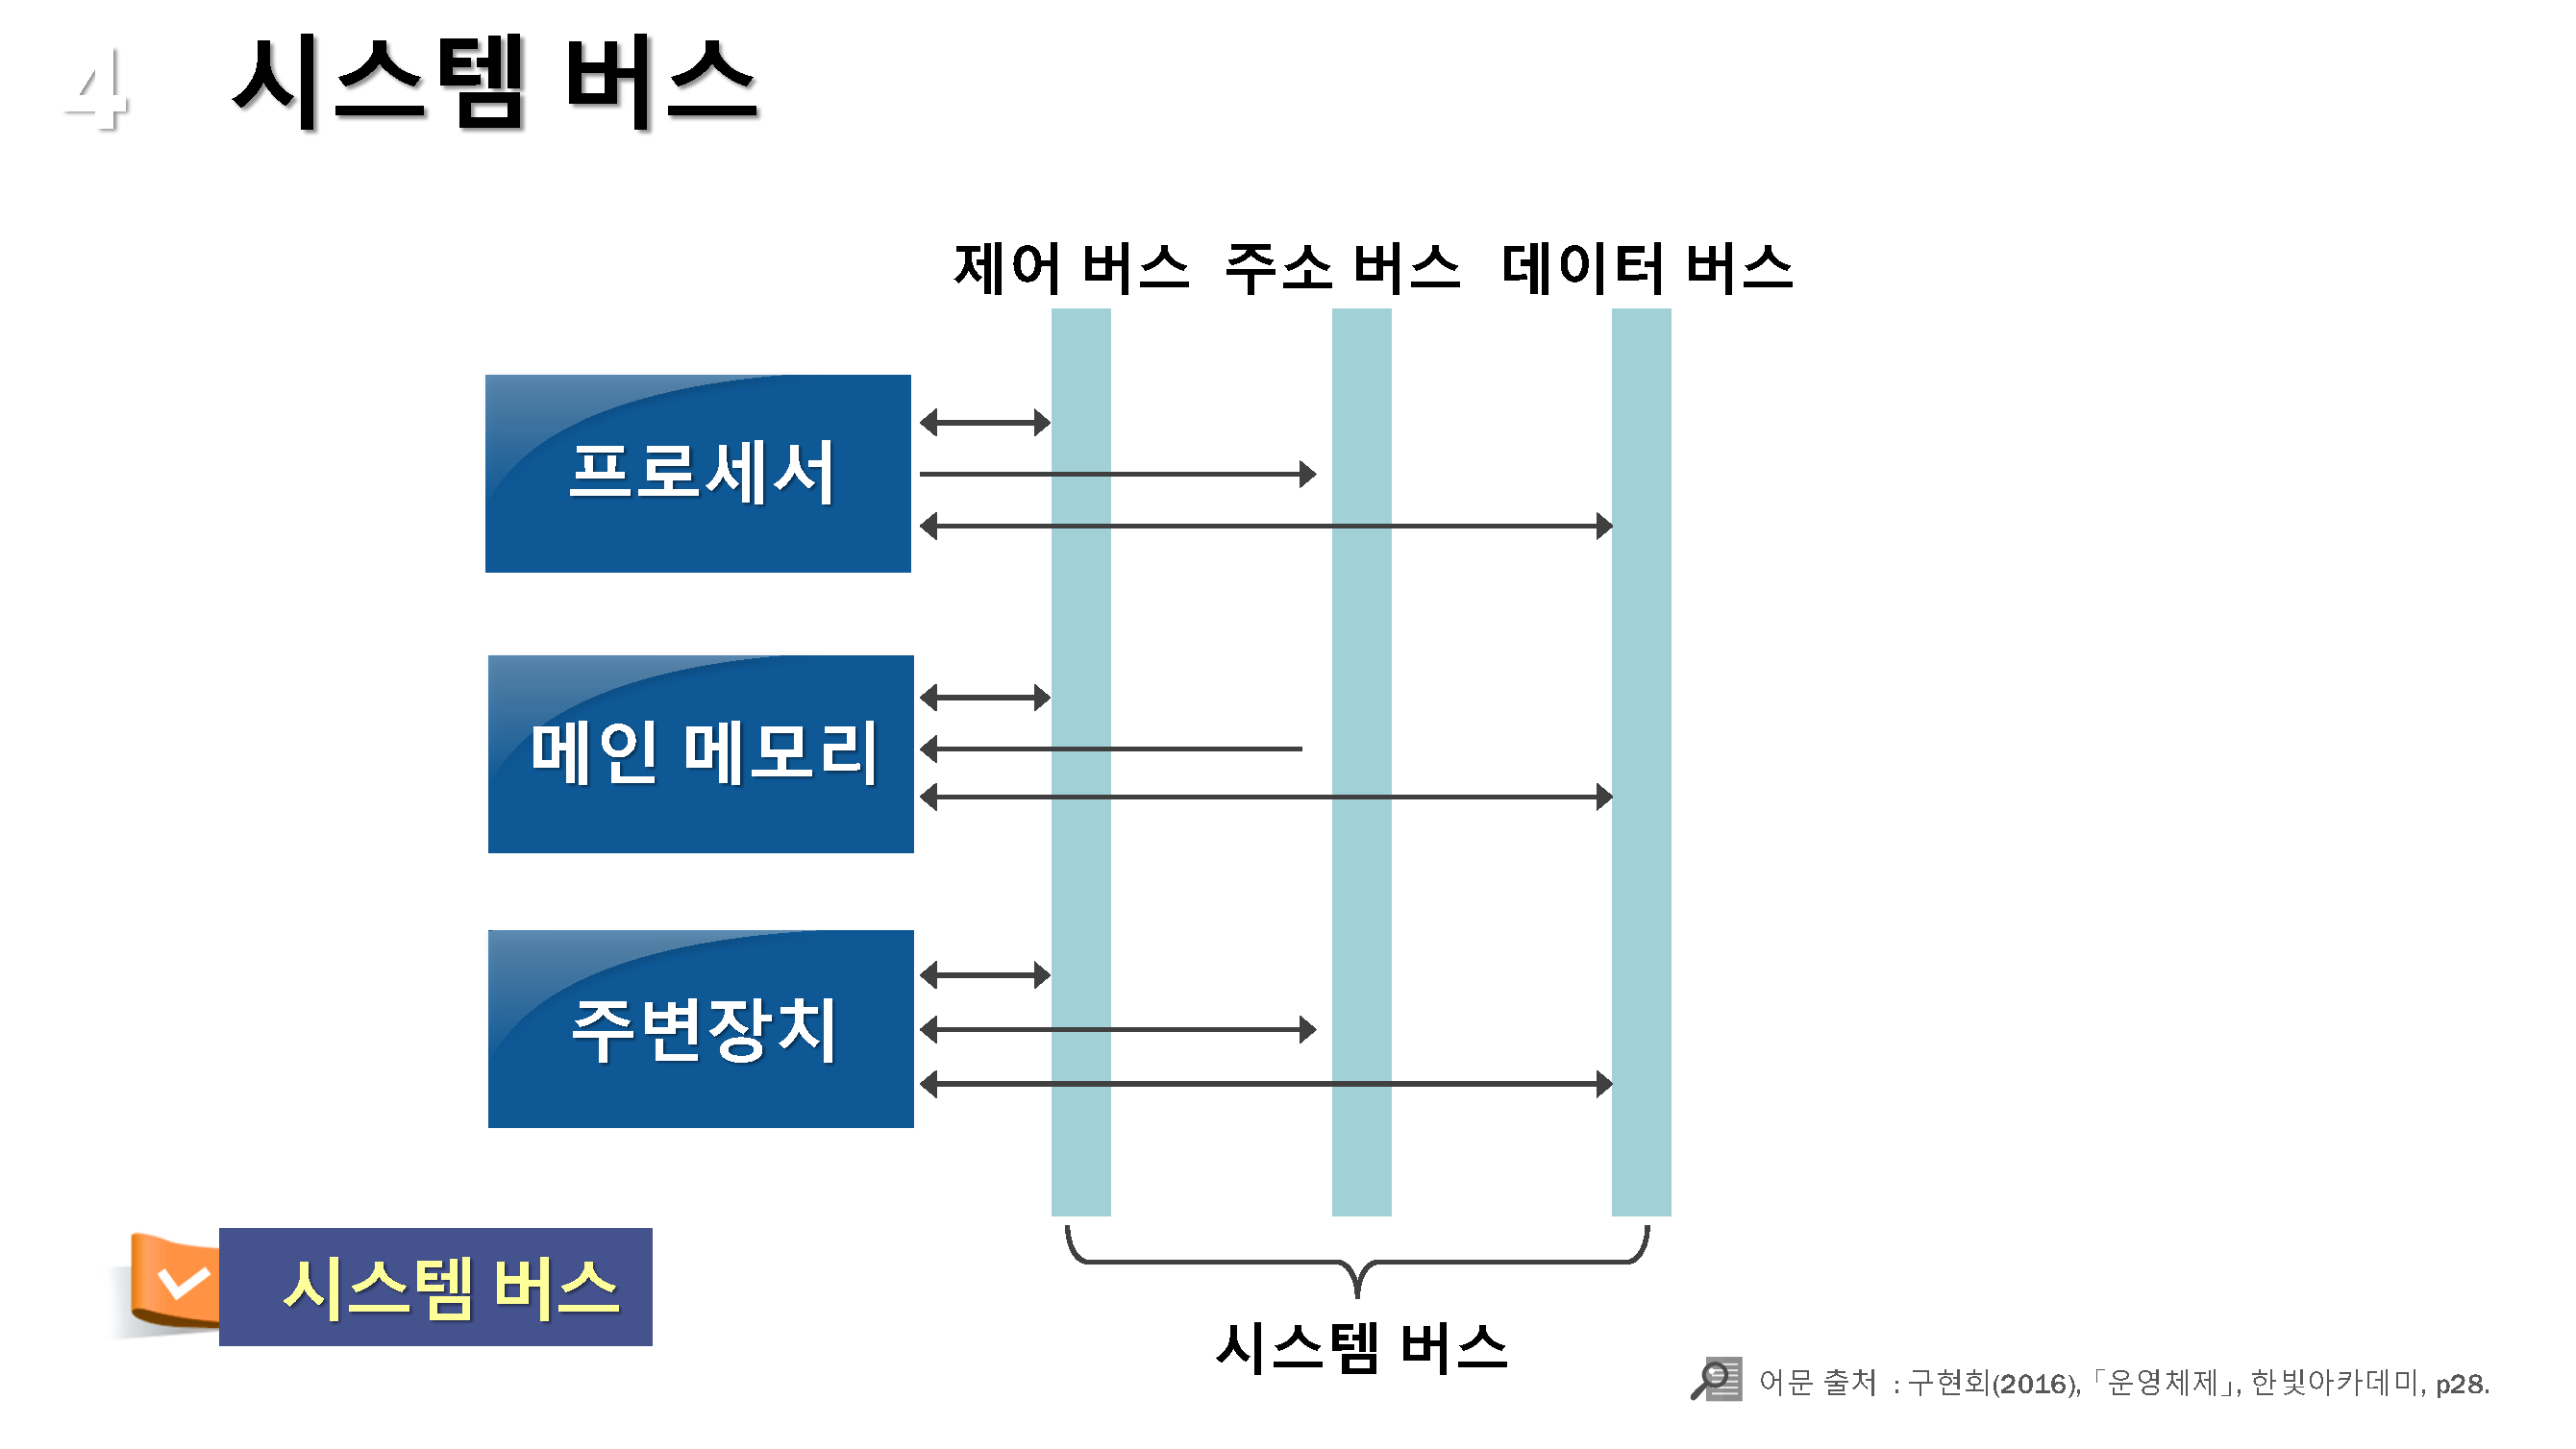 4 시스템 버스
제어 버스 주소 버스 데이터 버스
프로세서
메인 메모리
주변장치
시스템 버스
시스템 버스
어문 출처 : 구현회(2016), 「운영체제」, 한빛아카데미, p28.